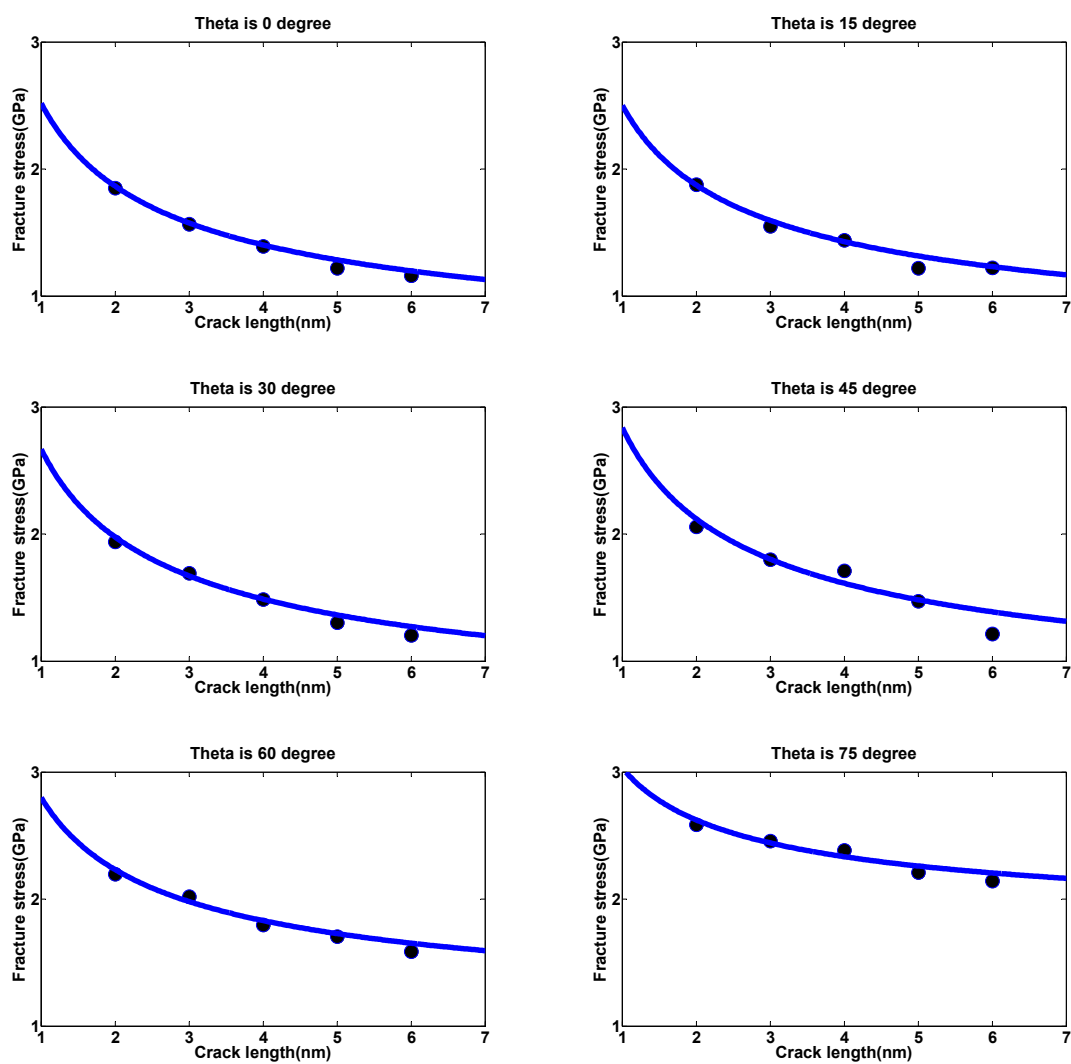 Theta is 0 degree
3
2
1
Fracture stress(GPa)
1 2 3 4 5 6 7
Crack length(nm)
Theta is 15 degree
3
2
1
Fracture stress(GPa)
1 2 3 4 5 6 7
Crack length(nm)
Theta is 30 degree
3
2
1
Fracture stress(GPa)
1 2 3 4 5 6 7
Crack length(nm)
Theta is 45 degree
3
2
1
Fracture stress(GPa)
1 2 3 4 5 6 7
Crack length(nm)
Theta is 60 degree
3
2
1
Fracture stress(GPa)
1 2 3 4 5 6 7
Crack length(nm)
Theta is 75 degree
3
2
1
Fracture stress(GPa)
1 2 3 4 5 6 7
Crack length(nm)